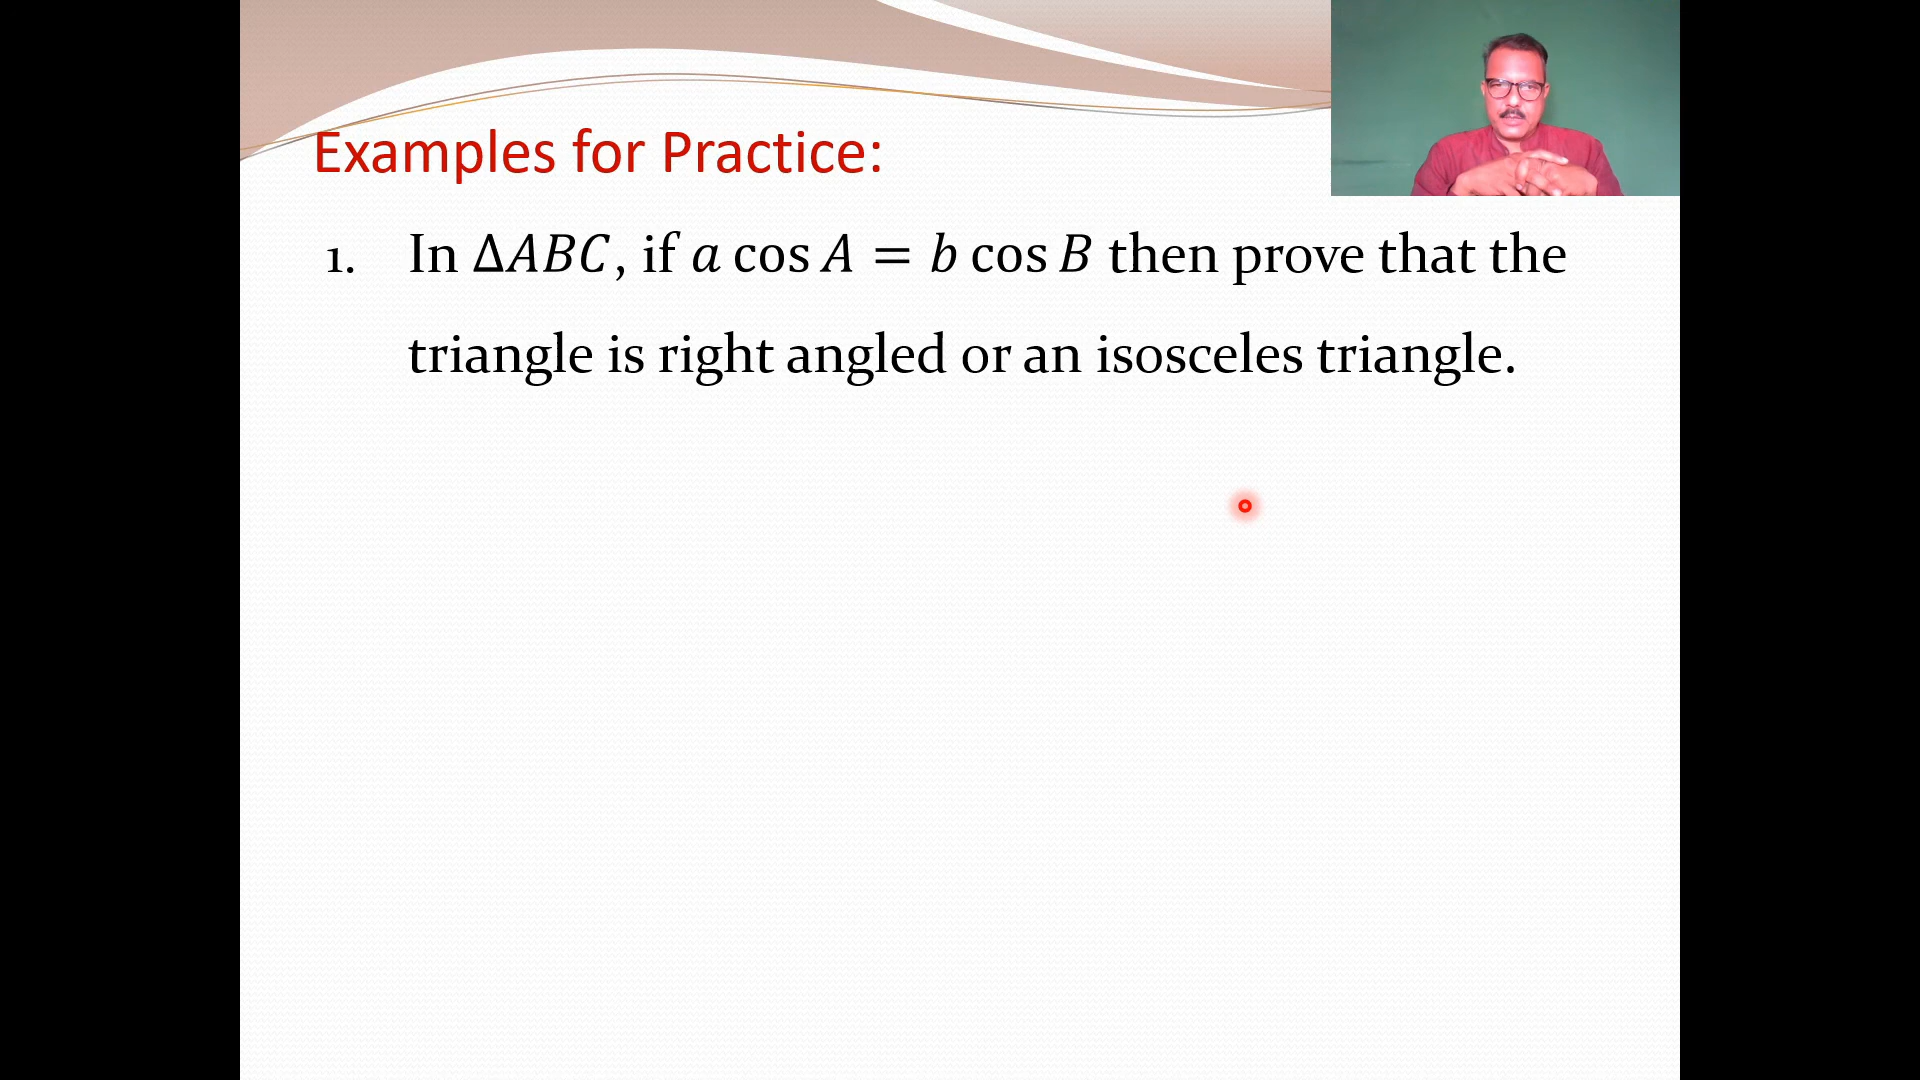 Examples for Practice:
1. In ΔABC, if a cos A = b cos B then prove that the
triangle is right angled or an isosceles triangle.